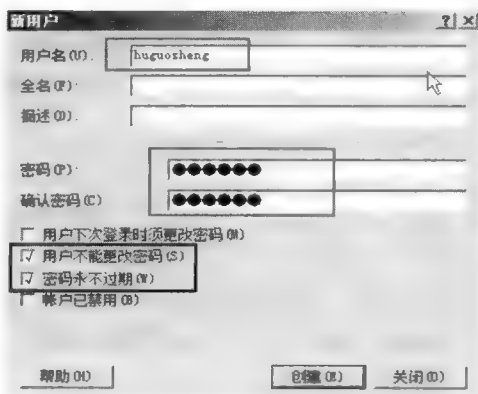 新用户
用户名(U).
huguozheng
全名(F)·
描述(D).
密码(P)·
●●●●●●
确认密码(C)
●●●●●●
用户下次登录时须更改密码(M)
用户不能更改密码(S)
密码永不过期(W)
帐户已禁用(B)
帮助(H)
创建(E)
关闭(O)